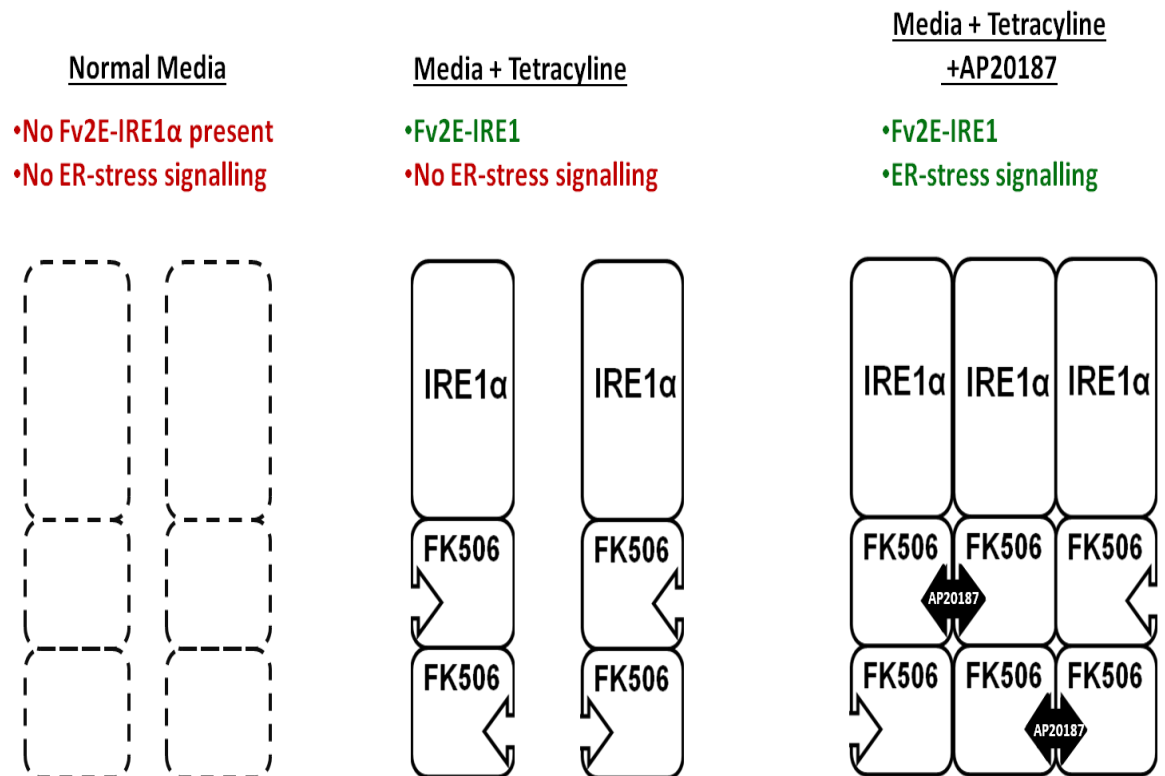 Normal Media
•No Fv2E-IRE1α present
•No ER-stress signalling
Media + Tetracyline
•Fv2E-IRE1
•No ER-stress signalling
Media + Tetracyline
+AP20187
•Fv2E-IRE1
•ER-stress signalling
IRE1α
IRE1α
FK506
FK506
FK506
FK506
IRE1α
IRE1α
IRE1α
FK506
FK506
FK506
AP20187
FK506
FK506
FK506
AP20187